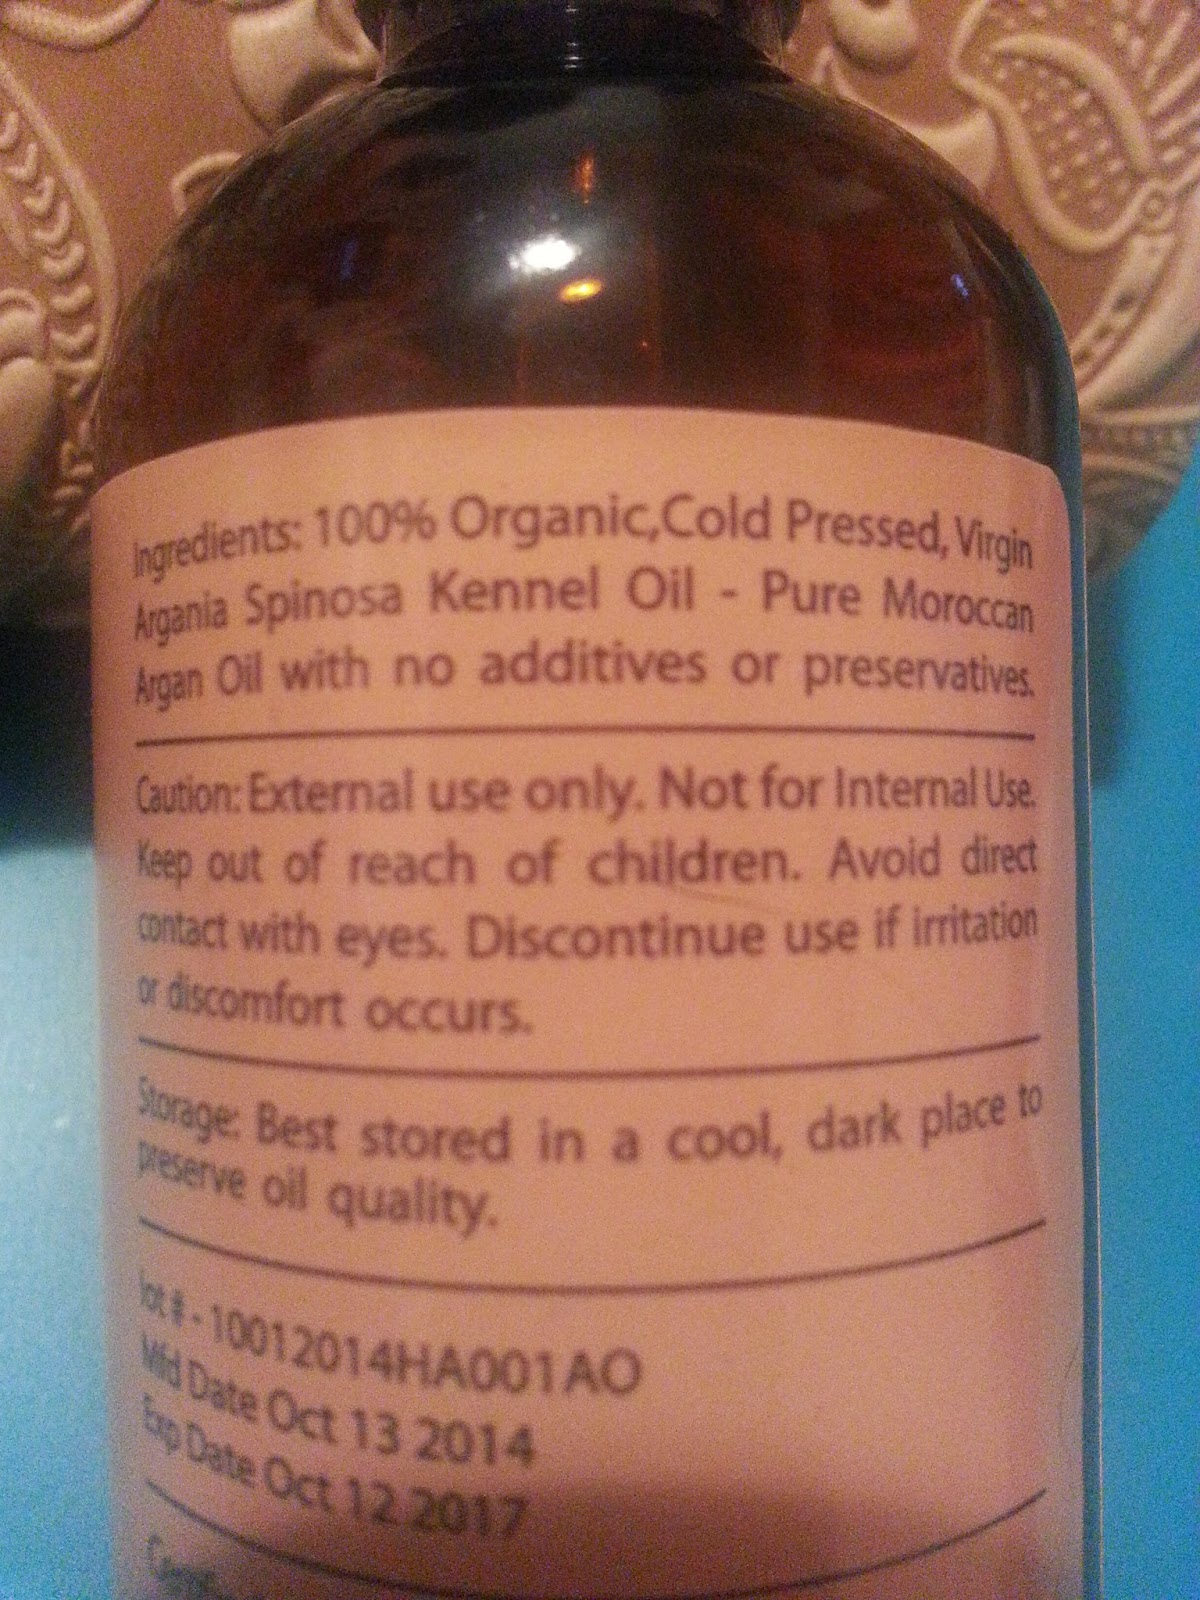 Ingredients: 100% Organic,Cold Pressed, Virgin
Argania Spinosa Kennel Oil - Pure Moroccan
Argan Oil with no additives or preservatives.
Caution: External use only. Not for Internal Use.
Keep out of reach of children. Avoid direct
contact with eyes. Discontinue use if irritation
or discomfort occurs.
Storage: Best stored in a cool, dark place to
preserve oil quality.
lot # - 10012014HA001AO
Mfd Date Oct 13 2014
Exp Date Oct 12 2017